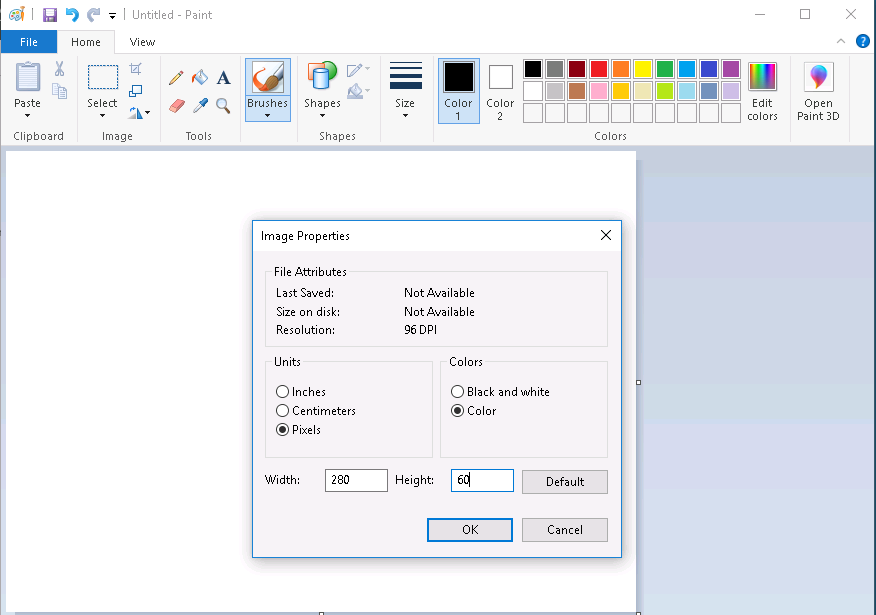 Untitled - Paint
File Home View
Paste Select Brushes Shapes Size Color 1 Color 2 Edit colors Open Paint 3D
Clipboard Image Tools Shapes Colors
Image Properties
File Attributes
Last Saved: Not Available
Size on disk: Not Available
Resolution: 96 DPI
Units Colors
Inches Black and white
Centimeters Color
Pixels
Width: 280 Height: 60 Default
OK Cancel